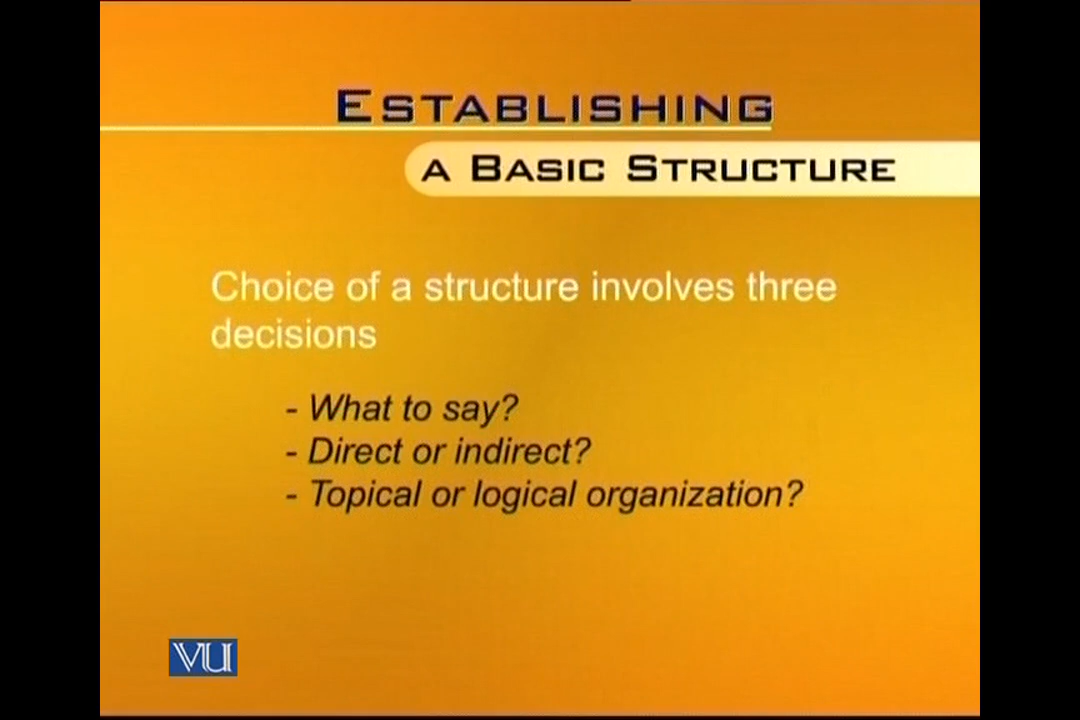 ESTABLISHING
A BASIC STRUCTURE
Choice of a structure involves three
decisions
- What to say?
- Direct or indirect?
- Topical or logical organization?
VU